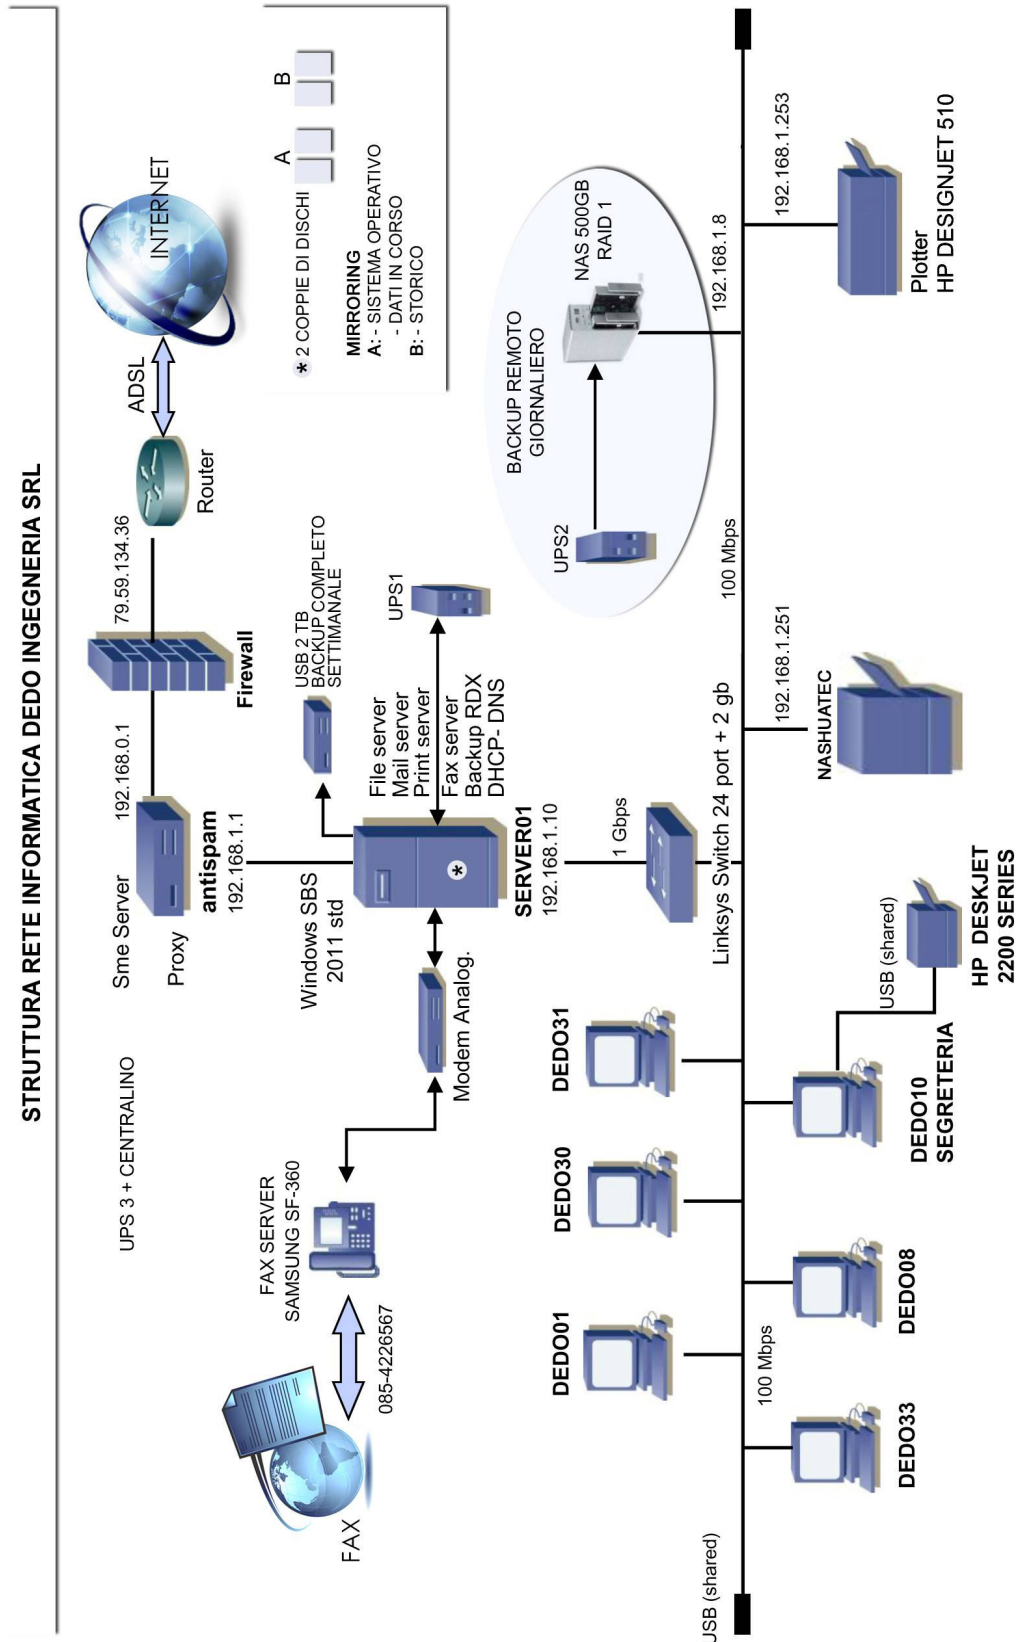 STRUTTURA RETE INFORMATICA DEDO INGEGNERIA SRL
UPS 3 + CENTRALINO
Sme Server
Proxy
192.168.0.1
antispam
192.168.1.1
Firewall
79.59.134.36
Router
ADSL
INTERNET
FAX
085-4226567
FAX SERVER
SAMSUNG SF-360
Modem Analog.
Windows SBS
2011 std
USB 2 TB
BACKUP COMPLETO
SETTIMANALE
File server
Mail server
Print server
Fax server
Backup RDX
DHCP- DNS
UPS1
*
SERVER01
192.168.1.10
A
B
* 2 COPPIE DI DISCHI
MIRRORING
A: - SISTEMA OPERATIVO
- DATI IN CORSO
B: - STORICO
BACKUP REMOTO
GIORNALIERO
UPS2
NAS 500GB
RAID 1
192.168.1.8
1 Gbps
Linksys Switch 24 port + 2 gb
100 Mbps
DEDO01
DEDO30
DEDO31
USB (shared)
100 Mbps
DEDO33
DEDO08
DEDO10
SEGRETERIA
USB (shared)
HP DESKJET
2200 SERIES
192.168.1.251
NASHUATEC
192.168.1.253
Plotter
HP DESIGNJET 510